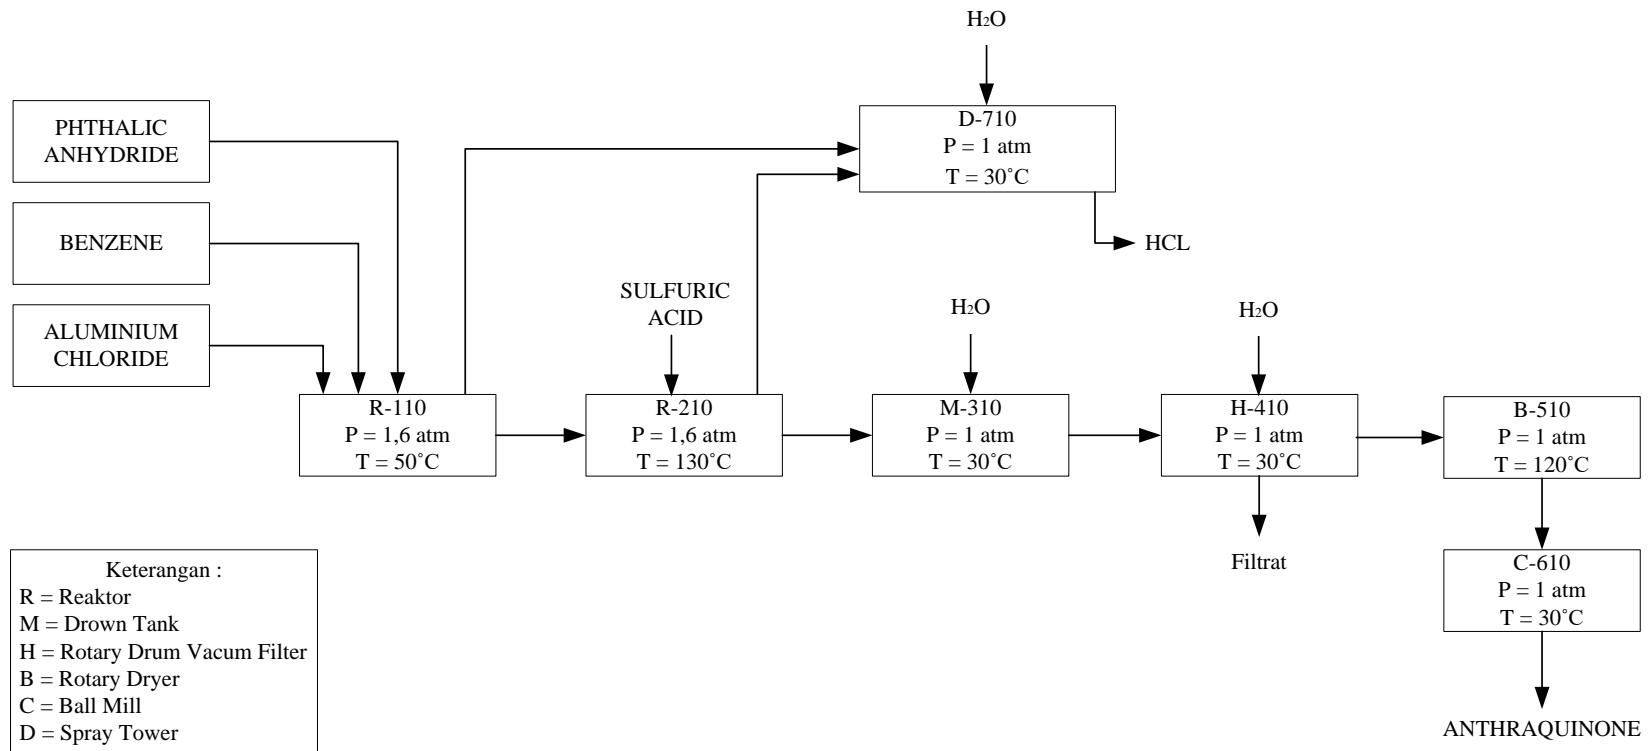 H2O
D-710
P = 1 atm
T = 30˚C
PHTHALIC
ANHYDRIDE
BENZENE
HCL
ALUMINIUM
CHLORIDE
SULFURIC
ACID
H2O
H2O
R-110
P = 1,6 atm
T = 50˚C
R-210
P = 1,6 atm
T = 130˚C
M-310
P = 1 atm
T = 30˚C
H-410
P = 1 atm
T = 30˚C
B-510
P = 1 atm
T = 120˚C
Filtrat
C-610
P = 1 atm
T = 30˚C
ANTHRAQUINONE
Keterangan :
R = Reaktor
M = Drown Tank
H = Rotary Drum Vacum Filter
B = Rotary Dryer
C = Ball Mill
D = Spray Tower